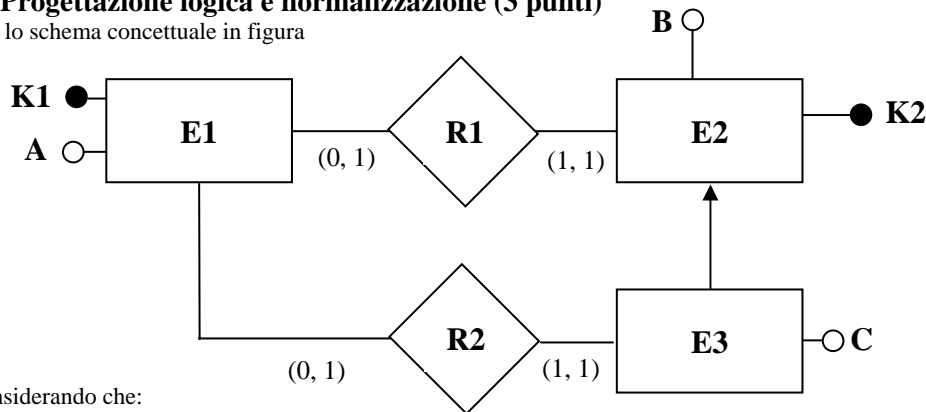 Progettazione logica e normalizzazione (3 punti)
lo schema concettuale in figura
B
K1
E1
R1
E2
K2
A
(0, 1)
(1, 1)
R2
E3
C
(0, 1)
(1, 1)
nsiderando che: